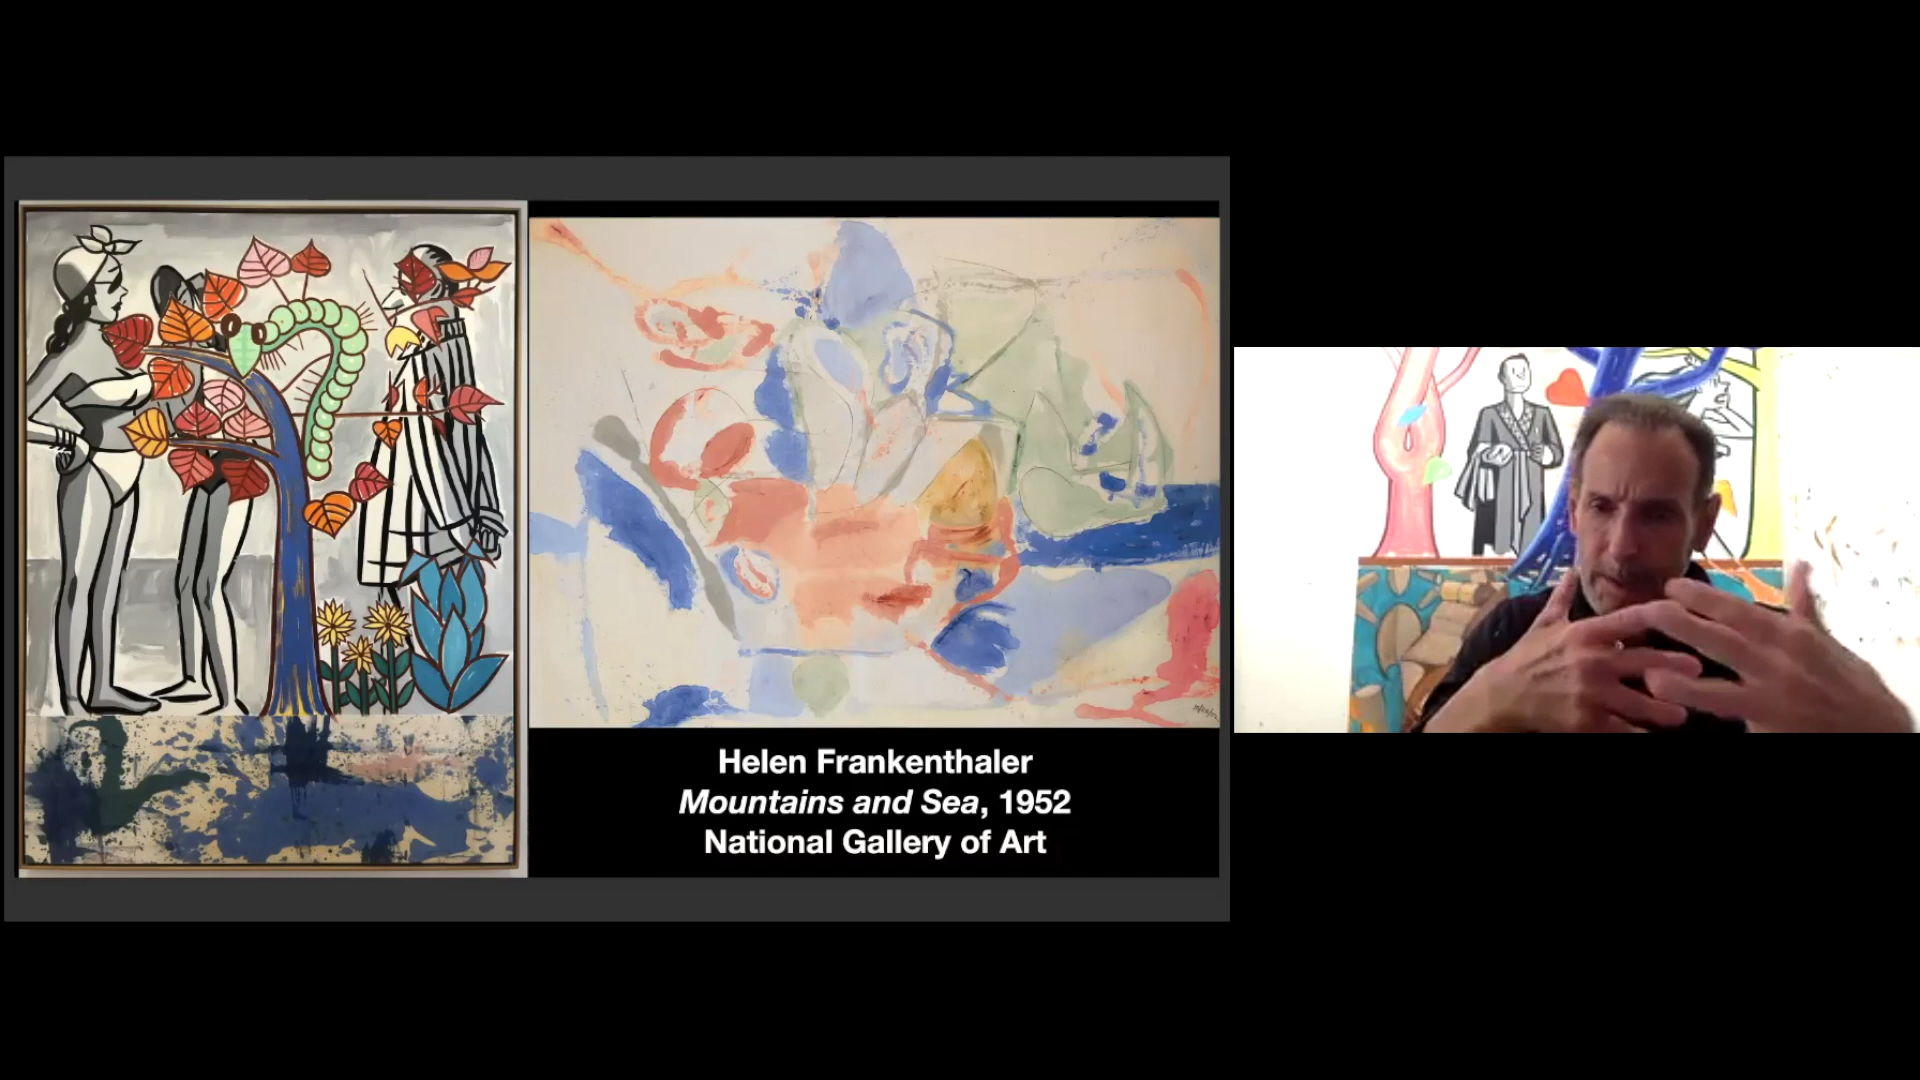 Helen Frankenthaler
Mountains and Sea, 1952
National Gallery of Art